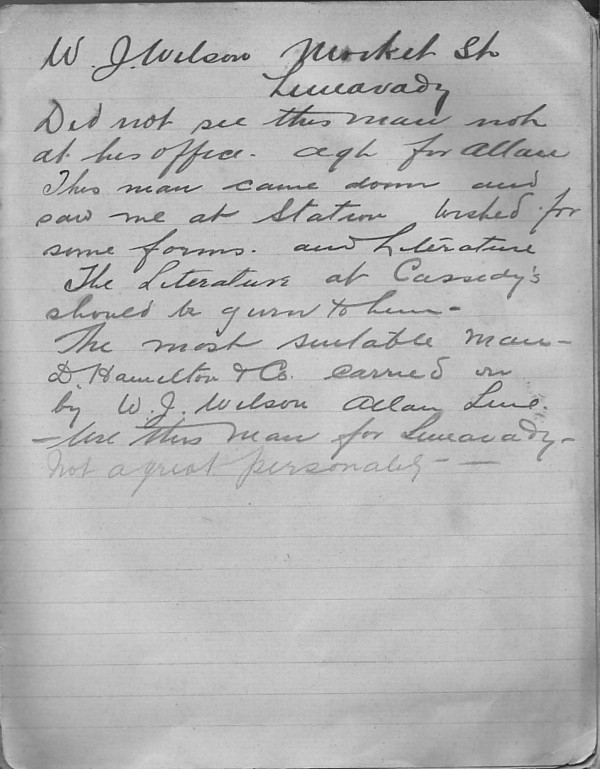 W. J. Wilson Market St
Limavady
Did not see this man not
at his office. agt for Allan
This man came down and
saw me at Station wished for
some forms. and Literature
The Literature at Cassedy's
should be given to him -
The most suitable man -
D. Hamilton & Co. carried on
by W. J. Wilson Allan Line.
- Use this man for Limavady -
Not a great personality - —